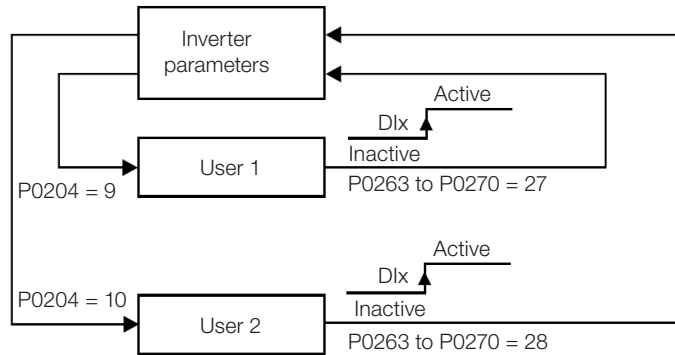 Inverter
parameters
Active
DIx
Inactive
User 1
P0204 = 9
P0263 to P0270 = 27
Active
DIx
P0204 = 10
Inactive
User 2
P0263 to P0270 = 28